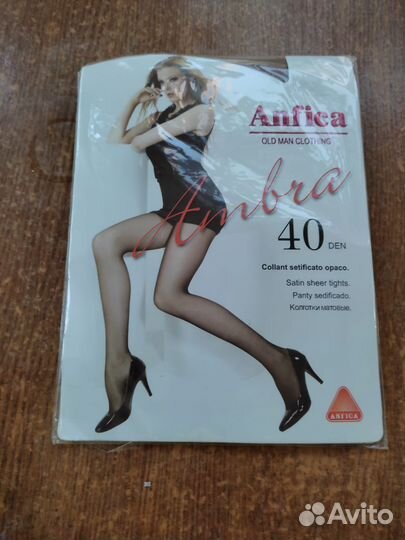 Anfica
OLD MAN CLOTHING
Ambra
40 DEN
Collant setificato opaco.
Satin sheer tights.
Panty sedificado.
Колготки матовые.
ANFICA
Avito